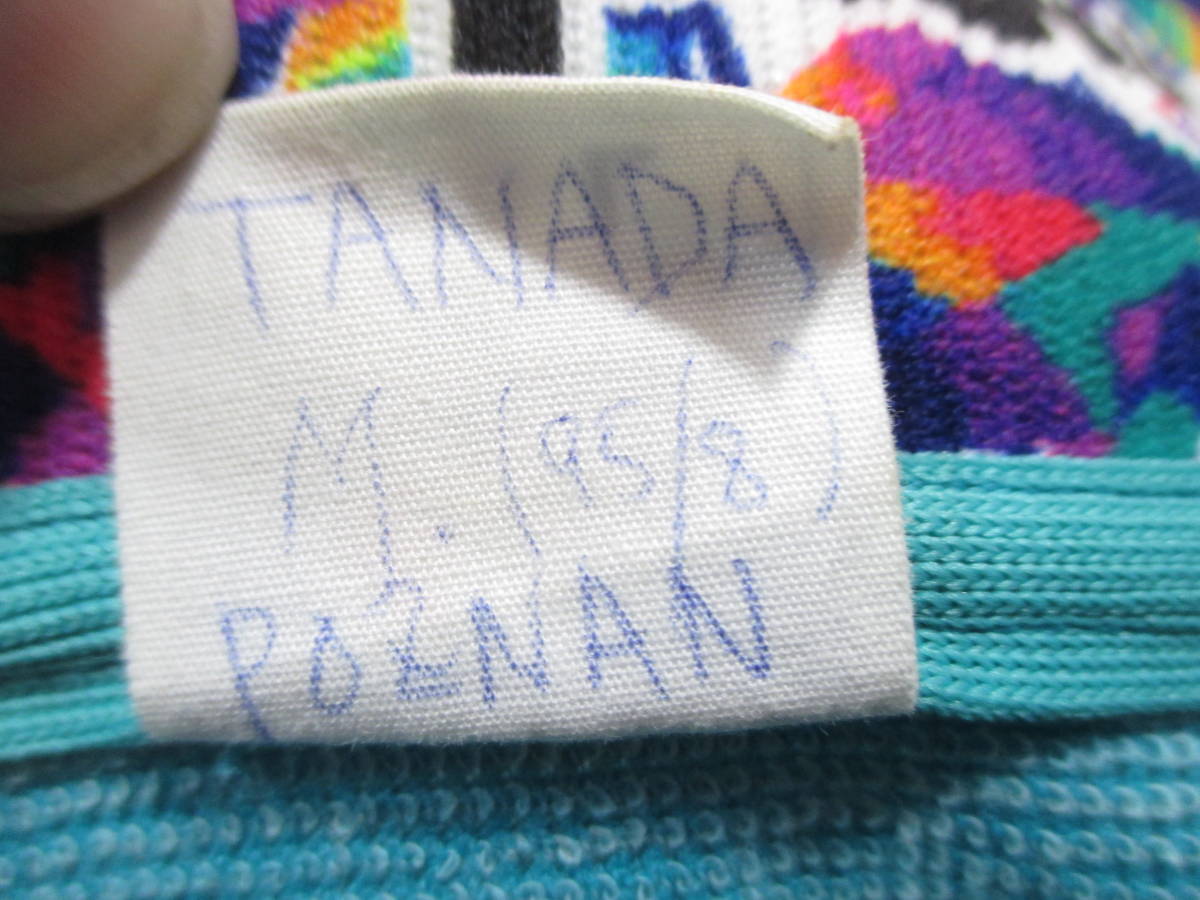 TANADA
M. (95/8)
POZNAN